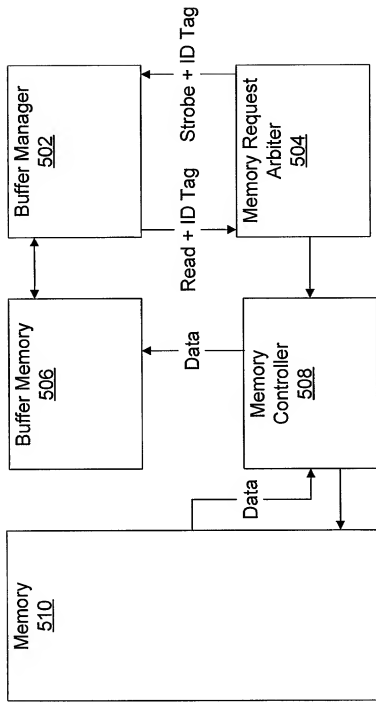 Buffer Manager
502
Strobe + ID Tag
Read + ID Tag
Memory Request
Arbiter
504
Buffer Memory
506
Data
Memory
Controller
508
Data
Memory
510